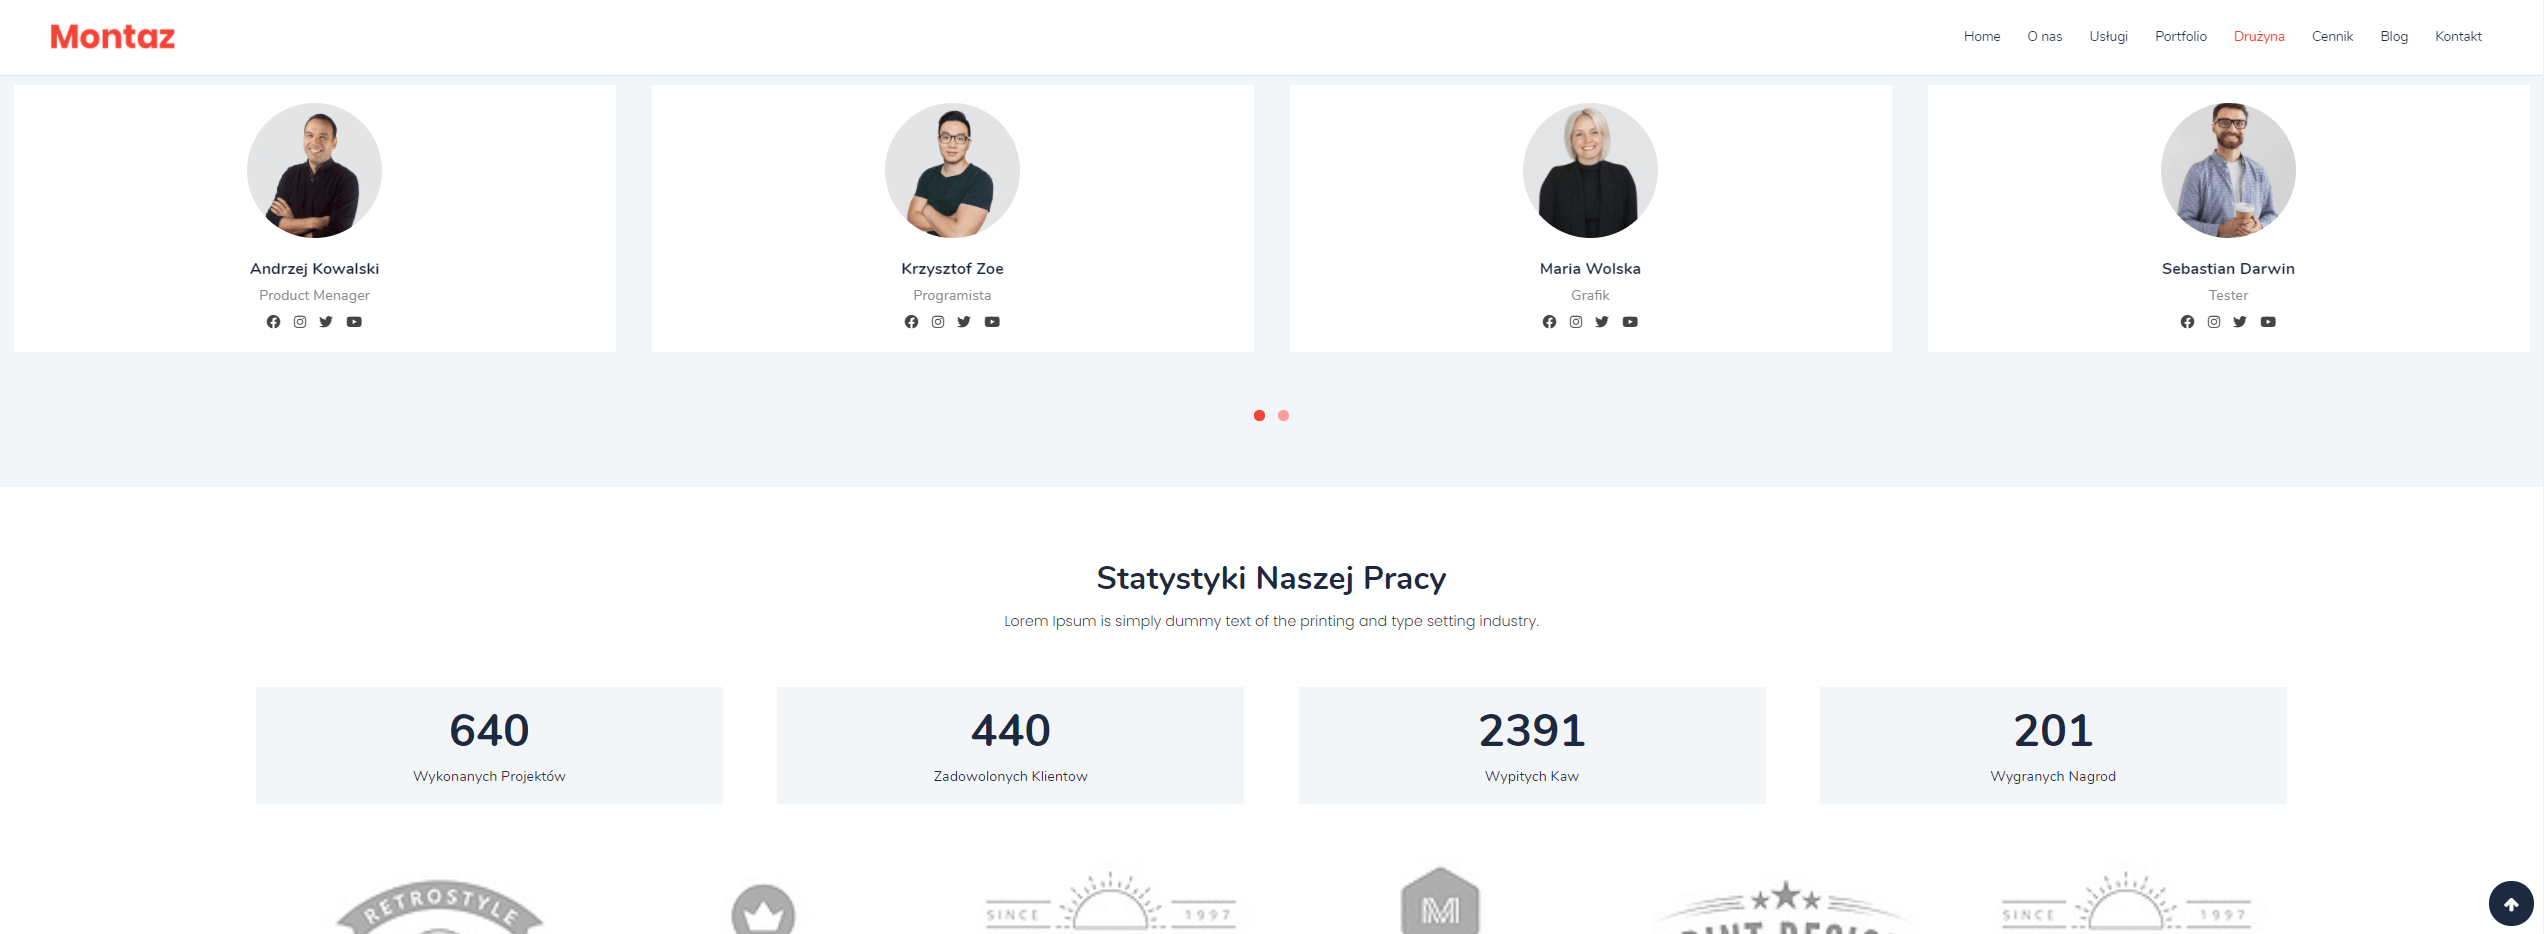 Montaz
Home O nas Usługi Portfolio Drużyna Cennik Blog Kontakt
Andrzej Kowalski
Product Menager
Krzysztof Zoe
Programista
Maria Wolska
Grafik
Sebastian Darwin
Tester
Statystyki Naszej Pracy
Lorem Ipsum is simply dummy text of the printing and type setting industry.
640
Wykonanych Projektów
440
Zadowolonych Klientow
2391
Wypitych Kaw
201
Wygranych Nagrod
RETROSTYLE
SINCE 1997
M
SINCE 1997